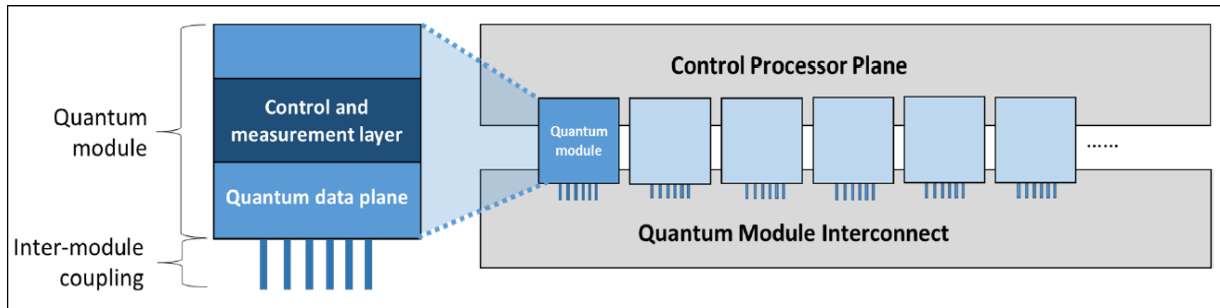 Quantum
module
Control and
measurement layer
Quantum data plane
Inter-module
coupling
Control Processor Plane
Quantum
module
......
Quantum Module Interconnect